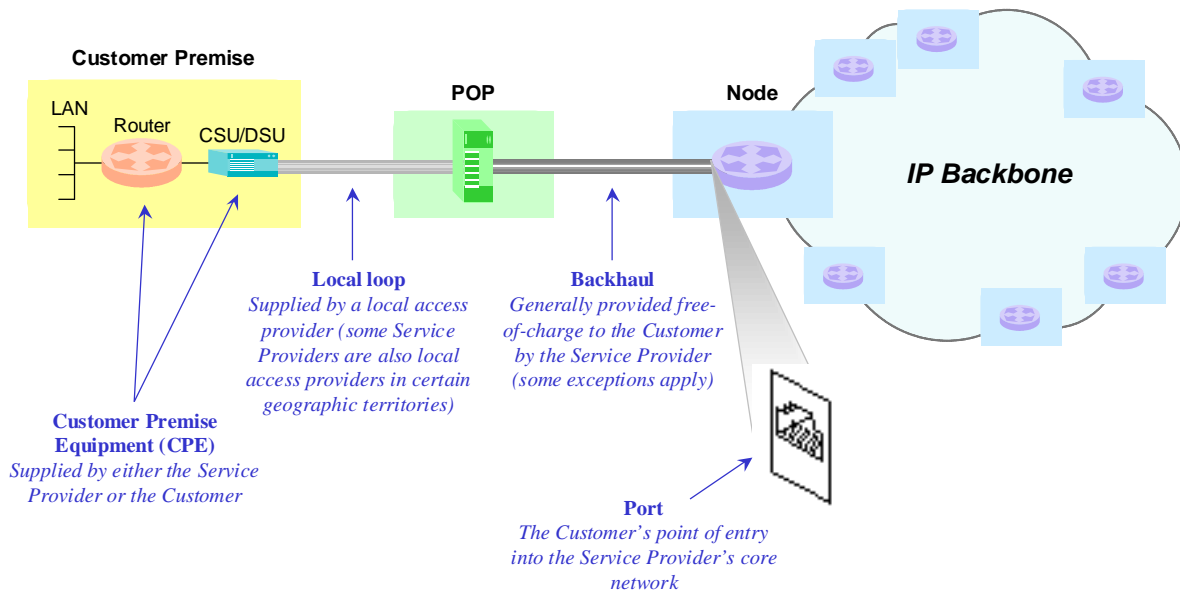 Customer Premise
LAN
Router
CSU/DSU
POP
Node
IP Backbone
Local loop
Supplied by a local access
provider (some Service
Providers are also local
access providers in certain
geographic territories)
Backhaul
Generally provided free-
of-charge to the Customer
by the Service Provider
(some exceptions apply)
Customer Premise
Equipment (CPE)
Supplied by either the Service
Provider or the Customer
Port
The Customer’s point of entry
into the Service Provider’s core
network